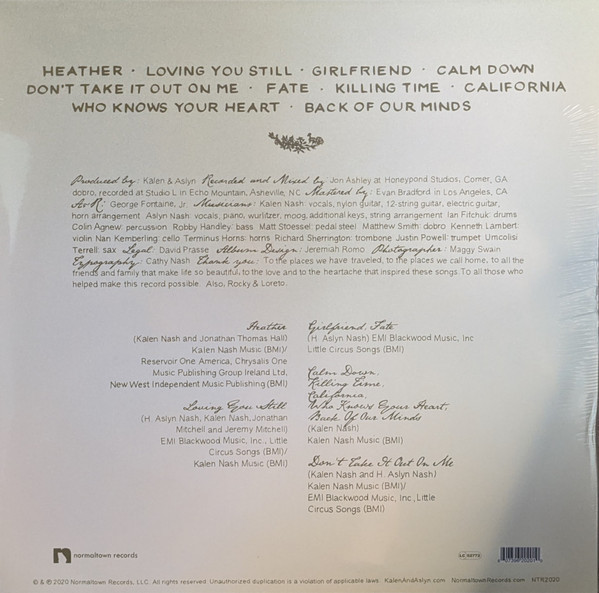 HEATHER · LOVING YOU STILL · GIRLFRIEND · CALM DOWN
DON'T TAKE IT OUT ON ME · FATE · KILLING TIME · CALIFORNIA
WHO KNOWS YOUR HEART · BACK OF OUR MINDS
Produced by: Kalen & Aslyn Recorded and Mixed by: Jon Ashley at Honeypond Studios, Comer, GA
dobro, recorded at Studio L in Echo Mountain, Asheville, NC Mastered by: Evan Bradford in Los Angeles, CA
A&R: George Fontaine, Jr. Musicians: Kalen Nash: vocals, nylon guitar, 12-string guitar, electric guitar,
horn arrangement Aslyn Nash: vocals, piano, wurlitzer, moog, additional keys, string arrangement Ian Fitchuk: drums
Colin Agnew: percussion Robby Handley: bass Matt Stoessel: pedal steel Matthew Smith: dobro Kenneth Lambert:
violin Nan Kemberling: cello Terminus Horns: horns Richard Sherrington: trombone Justin Powell: trumpet Umcolisi
Terrell: sax Legal: David Prasse Album Design: Jeremiah Romo Photographer: Maggy Swain
Typography: Cathy Nash Thank you: To the places we have traveled, to the places we call home, to all the
friends and family that make life so beautiful, to the love and to the heartache that inspired these songs. To all those who
helped make this record possible. Also, Rocky & Loreto.
Heather
(Kalen Nash and Jonathan Thomas Hall)
Kalen Nash Music (BMI)/
Reservoir One America, Chrysalis One
Music Publishing Group Ireland Ltd,
New West Independent Music Publishing (BMI)
Loving You Still
(H. Aslyn Nash, Kalen Nash, Jonathan
Mitchell and Jeremy Mitchell)
EMI Blackwood Music, Inc., Little
Circus Songs (BMI)/
Kalen Nash Music (BMI)
Girlfriend, Fate
(H. Aslyn Nash) EMI Blackwood Music, Inc
Little Circus Songs (BMI)
Calm Down,
Killing Time,
California,
Who Knows Your Heart,
Back Of Our Minds
(Kalen Nash)
Kalen Nash Music (BMI)
Don't Take It Out On Me
(Kalen Nash and H. Aslyn Nash)
Kalen Nash Music (BMI)/
EMI Blackwood Music, Inc., Little
Circus Songs (BMI)
n normaltown records
© & ℗ 2020 Normaltown Records, LLC. All rights reserved. Unauthorized duplication is a violation of applicable laws. KalenAndAslyn.com NormaltownRecords.com NTR2020